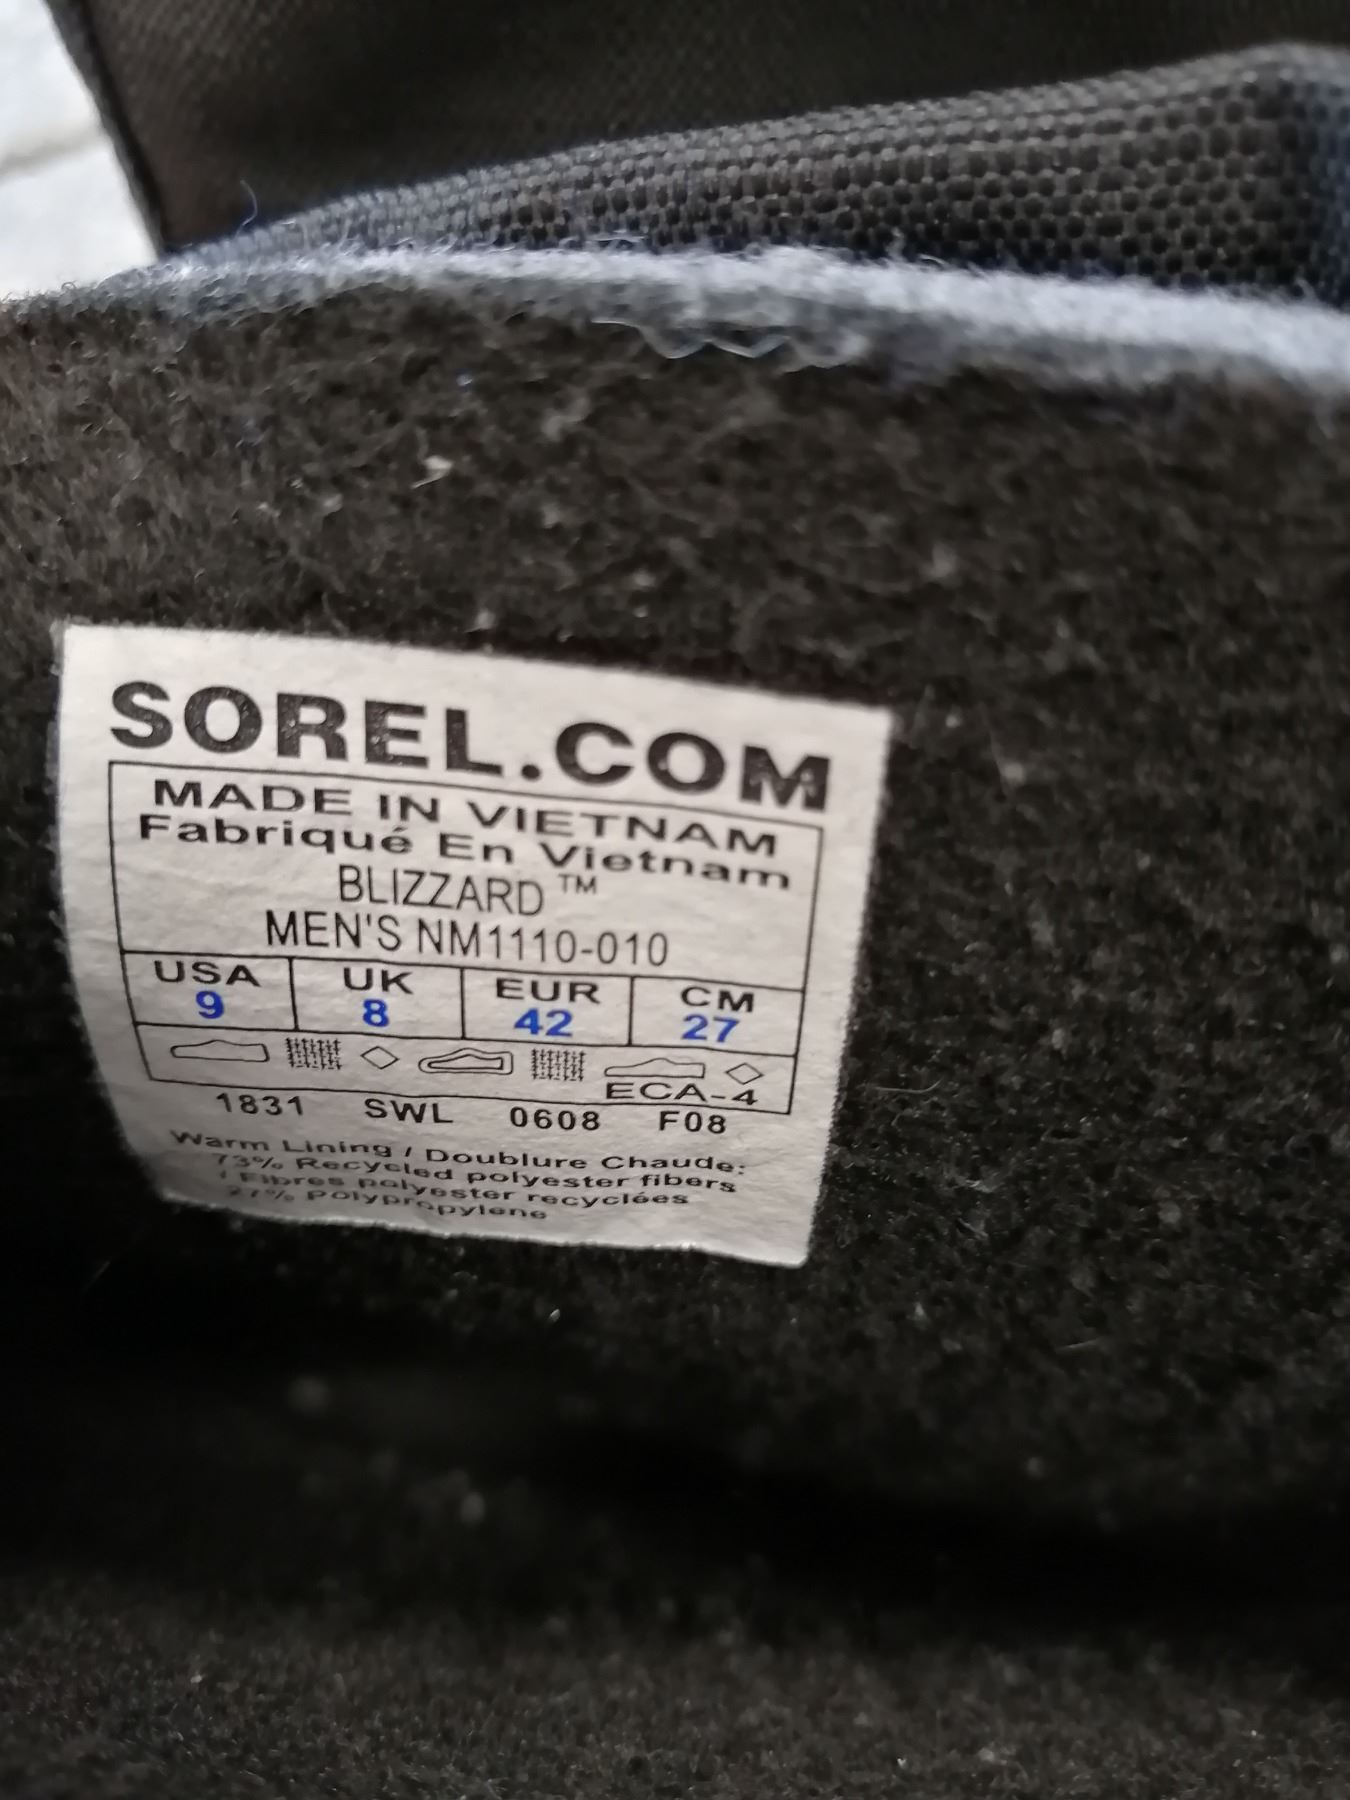 SOREL.COM
MADE IN VIETNAM
Fabriqué En Vietnam
BLIZZARD™
MEN'S NM1110-010
USA UK EUR CM
9 8 42 27
ECA-4
1831 SWL 0608 F08
Warm Lining / Doublure Chaude:
73% Recycled polyester fibers
/ Fibres polyester recyclées
27% Polypropylene